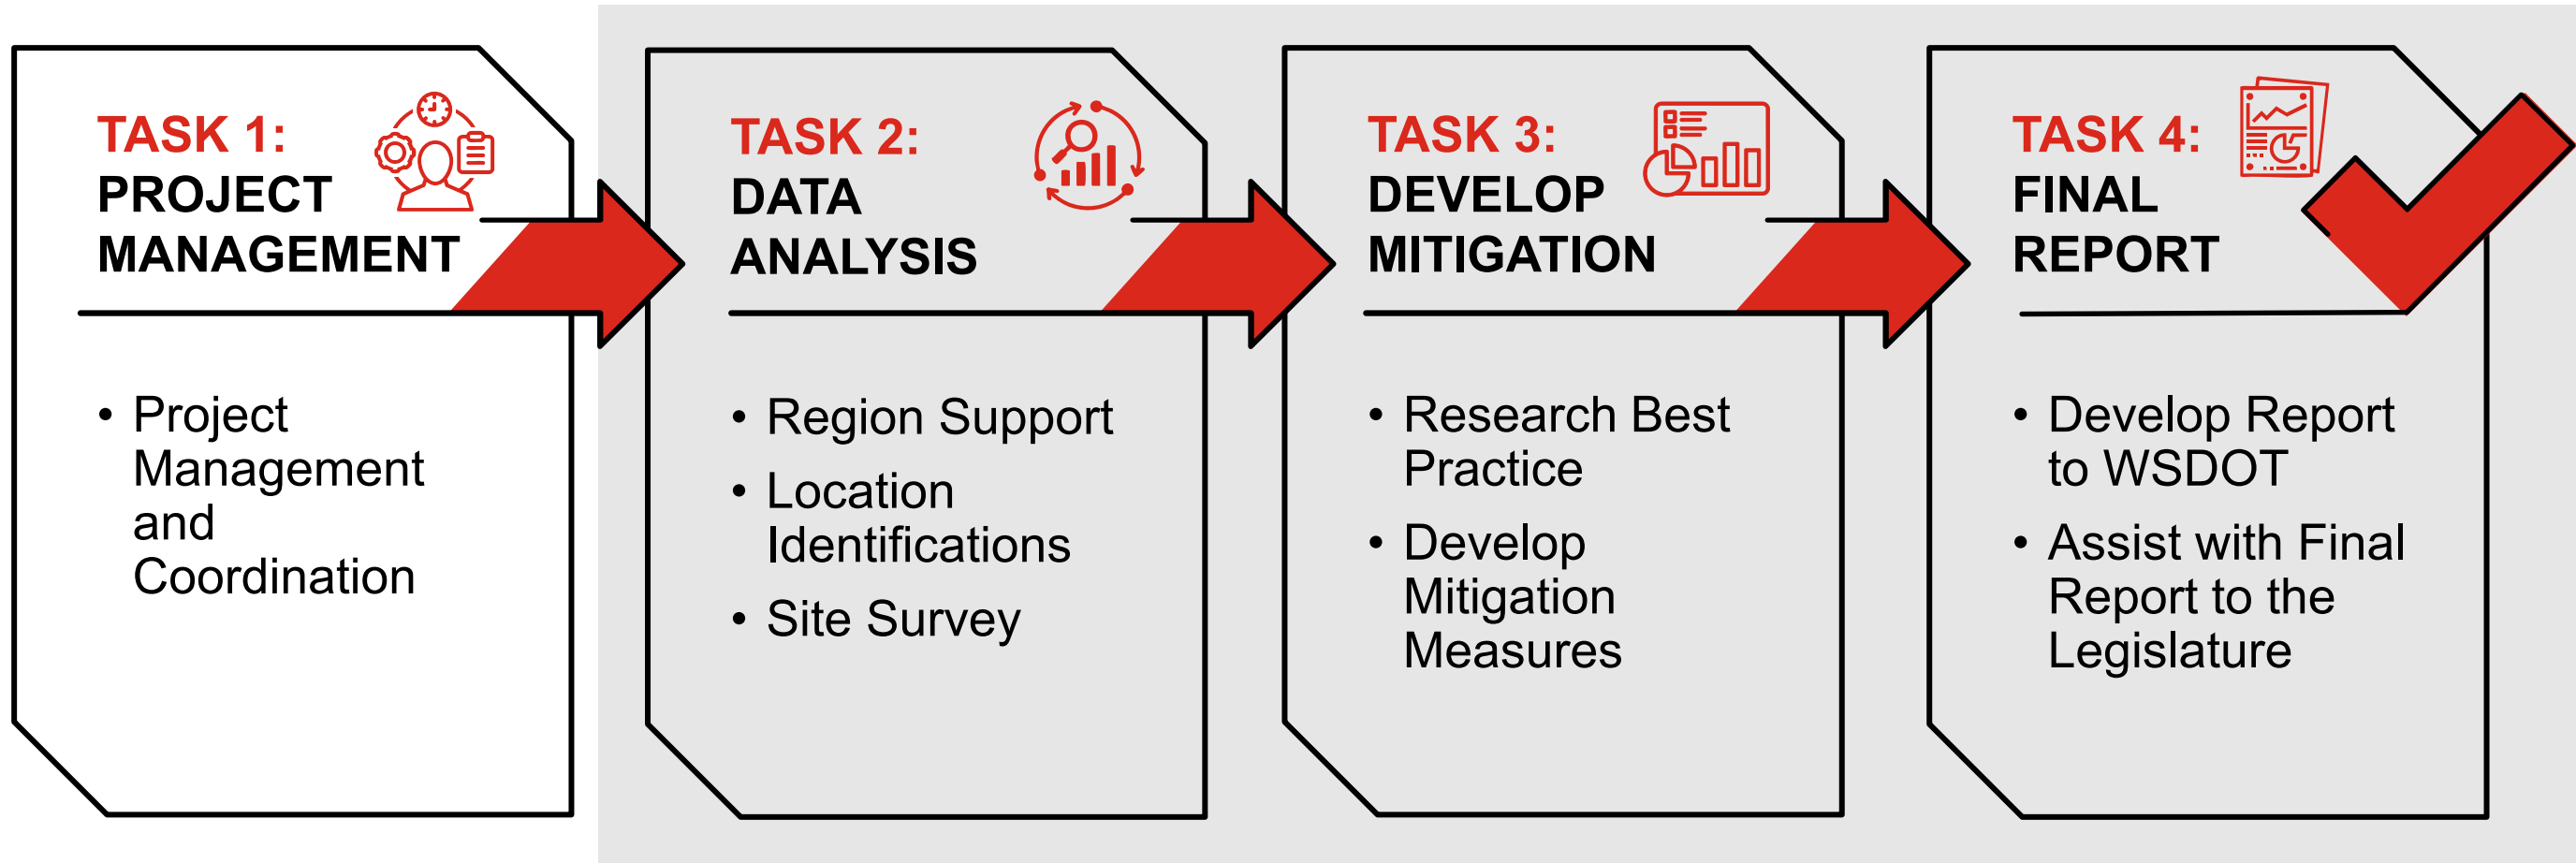 TASK 1:
PROJECT
MANAGEMENT
• Project
Management
and
Coordination
TASK 2:
DATA
ANALYSIS
• Region Support
• Location
Identifications
• Site Survey
TASK 3:
DEVELOP
MITIGATION
• Research Best
Practice
• Develop
Mitigation
Measures
TASK 4:
FINAL
REPORT
• Develop Report
to WSDOT
• Assist with Final
Report to the
Legislature